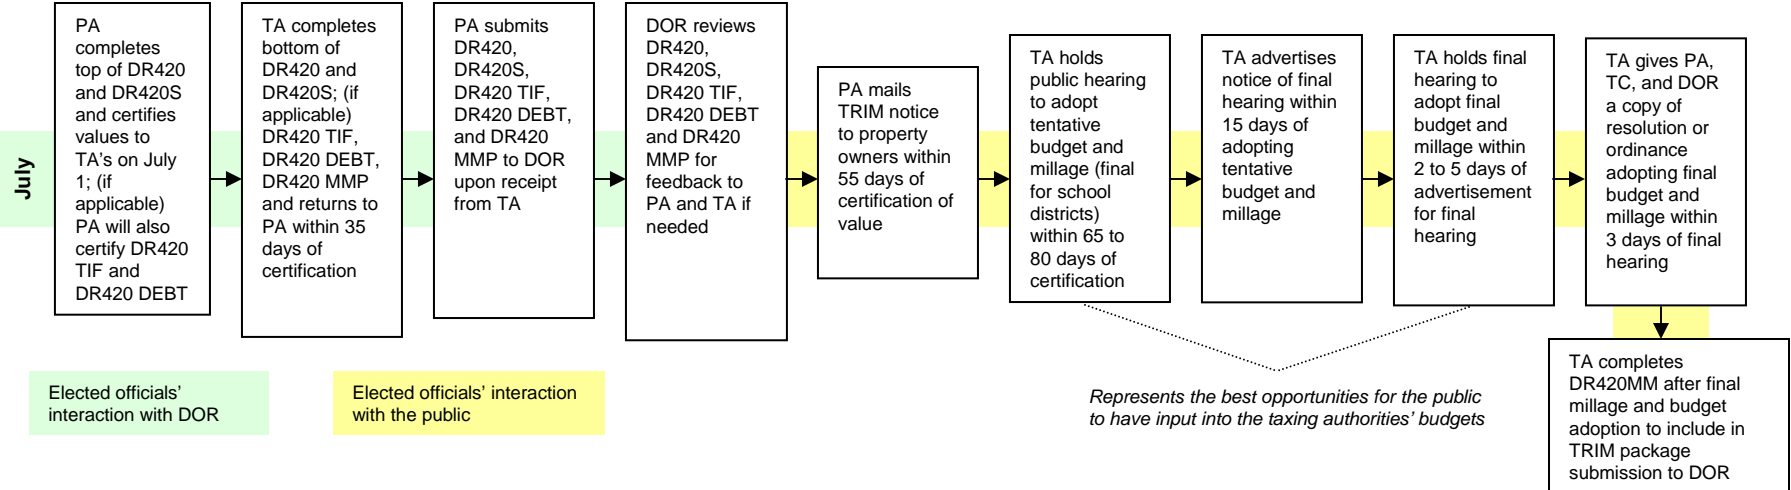 July
PA
completes
top of DR420
and DR420S
and certifies
values to
TA's on July
1; (if
applicable)
PA will also
certify DR420
TIF and
DR420 DEBT
TA completes
bottom of
DR420 and
DR420S; (if
applicable)
DR420 TIF,
DR420 DEBT,
DR420 MMP
and returns to
PA within 35
days of
certification
PA submits
DR420,
DR420S,
DR420 TIF,
DR420 DEBT,
and DR420
MMP to DOR
upon receipt
from TA
DOR reviews
DR420,
DR420S,
DR420 TIF,
DR420 DEBT
and DR420
MMP for
feedback to
PA and TA if
needed
PA mails
TRIM notice
to property
owners within
55 days of
certification of
value
TA holds
public hearing
to adopt
tentative
budget and
millage (final
for school
districts)
within 65 to
80 days of
certification
TA advertises
notice of final
hearing within
15 days of
adopting
tentative
budget and
millage
TA holds final
hearing to
adopt final
budget and
millage within
2 to 5 days of
advertisement
for final
hearing
TA gives PA,
TC, and DOR
a copy of
resolution or
ordinance
adopting final
budget and
millage within
3 days of final
hearing
TA completes
DR420MM after final
millage and budget
adoption to include in
TRIM package
submission to DOR
Elected officials'
interaction with DOR
Elected officials' interaction
with the public
Represents the best opportunities for the public
to have input into the taxing authorities' budgets